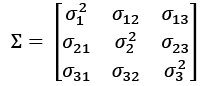 Σ = [ σ₁² σ₁₂ σ₁₃
σ₂₁ σ₂² σ₂₃
σ₃₁ σ₃₂ σ₃² ]